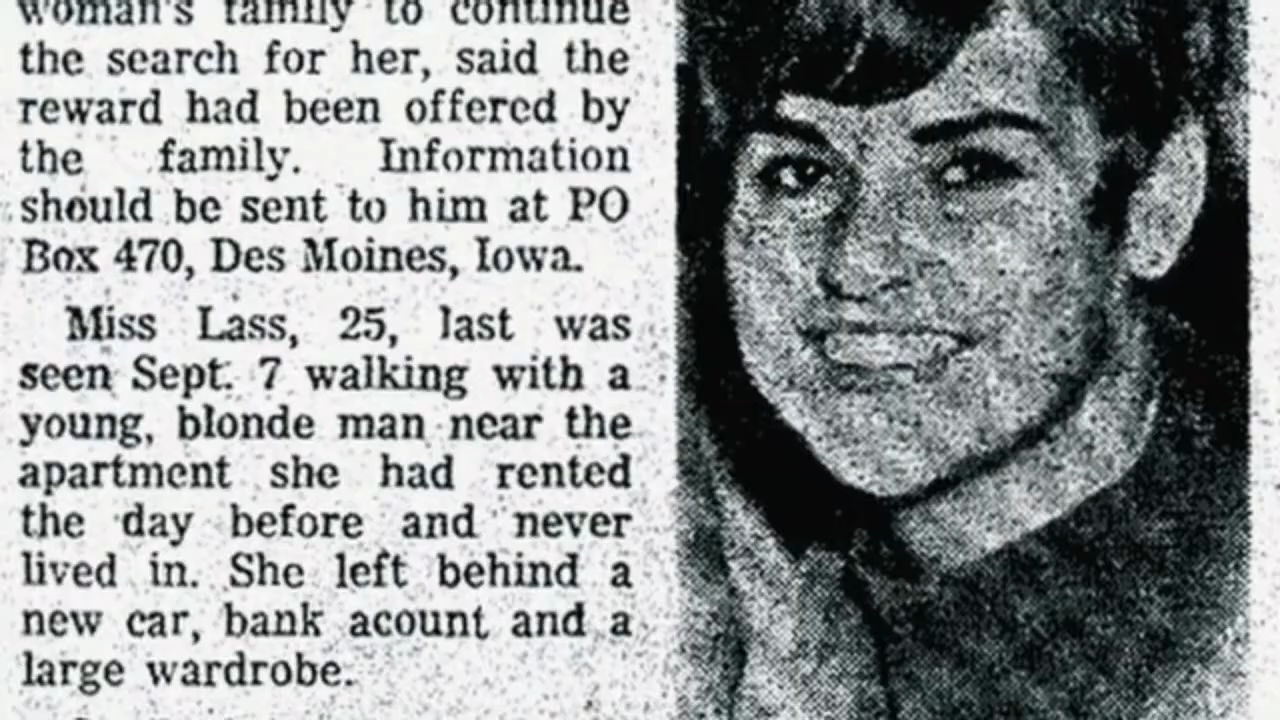 woman's family to continue
the search for her, said the
reward had been offered by
the family. Information
should be sent to him at PO
Box 470, Des Moines, Iowa.
Miss Lass, 25, last was
seen Sept. 7 walking with a
young, blonde man near the
apartment she had rented
the day before and never
lived in. She left behind a
new car, bank acount and a
large wardrobe.